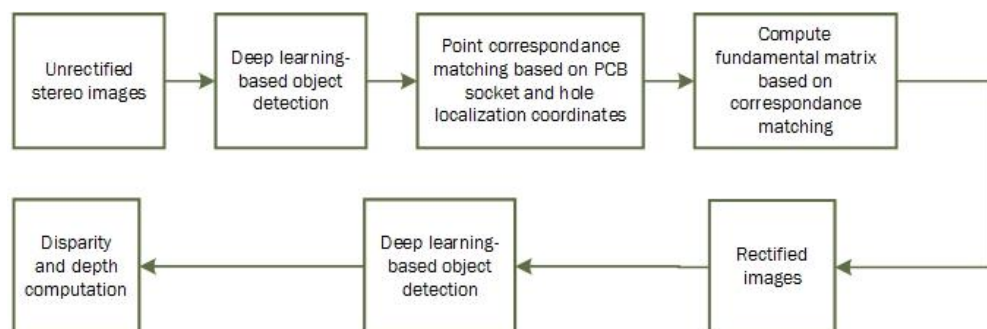 Unrectified
stereo images
Deep learning-
based object
detection
Point correspondance
matching based on PCB
socket and hole
localization coordinates
Compute
fundamental matrix
based on
correspondance
matching
Rectified
images
Deep learning-
based object
detection
Disparity
and depth
computation